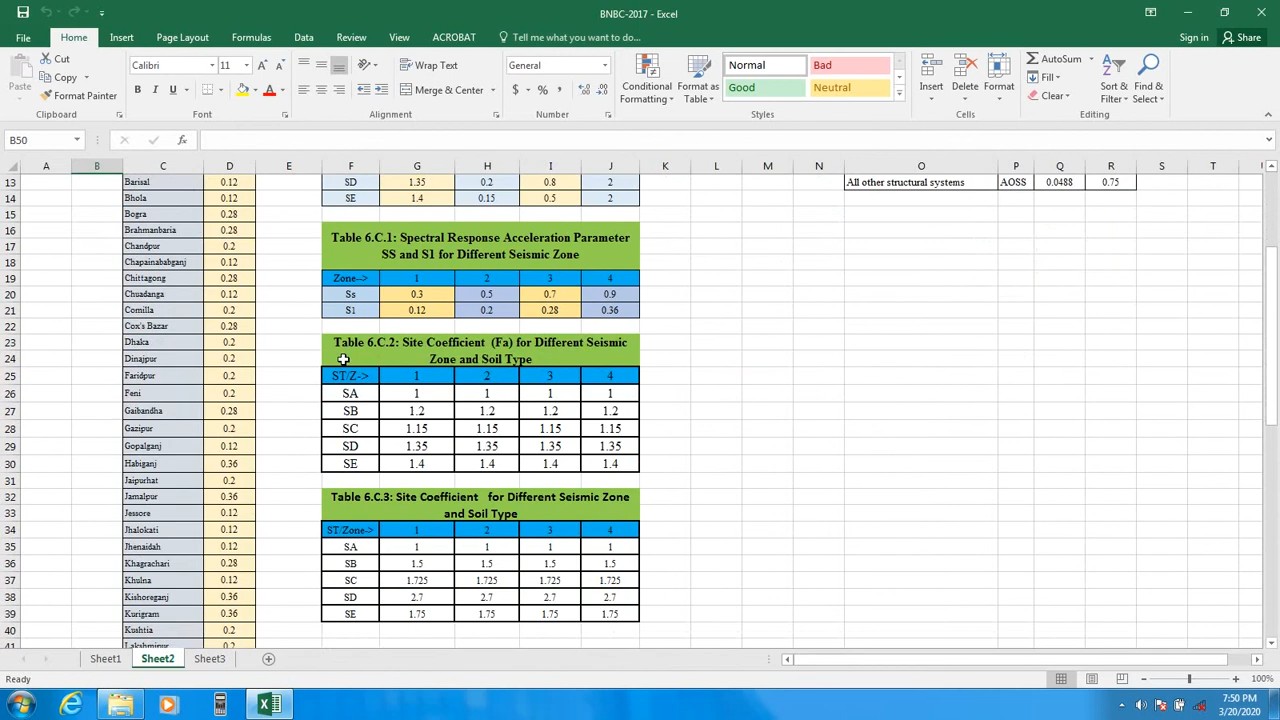 BNBC-2017 - Excel
File Home Insert Page Layout Formulas Data Review View ACROBAT Tell me what you want to do... Sign in Share
Paste Cut Copy Format Painter
Clipboard
Calibri 11
B I U
Font
Wrap Text
Merge & Center
Alignment
General
$ % ,
Number
Conditional Formatting
Format as Table
Normal Bad
Good Neutral
Styles
Insert Delete Format
Cells
AutoSum
Fill
Clear
Sort & Filter
Find & Select
Editing
B50 fx
A B C D E F G H I J K L M N O P Q R S T
13 Barisal 0.12 SD 1.35 0.2 0.8 2 All other structural systems AOSS 0.0488 0.75
14 Bhola 0.12 SE 1.4 0.15 0.5 2
15 Bogra 0.28
16 Brahmanbaria 0.28
17 Chandpur 0.2
18 Chapainababganj 0.12
Table 6.C.1: Spectral Response Acceleration Parameter
SS and S1 for Different Seismic Zone
19 Chittagong 0.28 Zone--> 1 2 3 4
20 Chuadanga 0.12 Ss 0.3 0.5 0.7 0.9
21 Comilla 0.2 S1 0.12 0.2 0.28 0.36
22 Cox's Bazar 0.28
23 Dhaka 0.2
24 Dinajpur 0.2
Table 6.C.2: Site Coefficient (Fa) for Different Seismic
Zone and Soil Type
25 Faridpur 0.2 ST/Z-> 1 2 3 4
26 Feni 0.2 SA 1 1 1 1
27 Gaibandha 0.28 SB 1.2 1.2 1.2 1.2
28 Gazipur 0.2 SC 1.15 1.15 1.15 1.15
29 Gopalganj 0.12 SD 1.35 1.35 1.35 1.35
30 Habiganj 0.36 SE 1.4 1.4 1.4 1.4
31 Jaipurhat 0.2
32 Jamalpur 0.36
33 Jessore 0.12
Table 6.C.3: Site Coefficient for Different Seismic Zone
and Soil Type
34 Jhalokati 0.12 ST/Zone-> 1 2 3 4
35 Jhenaidah 0.12 SA 1 1 1 1
36 Khagrachari 0.28 SB 1.5 1.5 1.5 1.5
37 Khulna 0.12 SC 1.725 1.725 1.725 1.725
38 Kishoreganj 0.36 SD 2.7 2.7 2.7 2.7
39 Kurigram 0.36 SE 1.75 1.75 1.75 1.75
40 Kushtia 0.2
41 Lakshmipur 0.2
Sheet1 Sheet2 Sheet3
Ready 100%
7:50 PM
3/20/2020